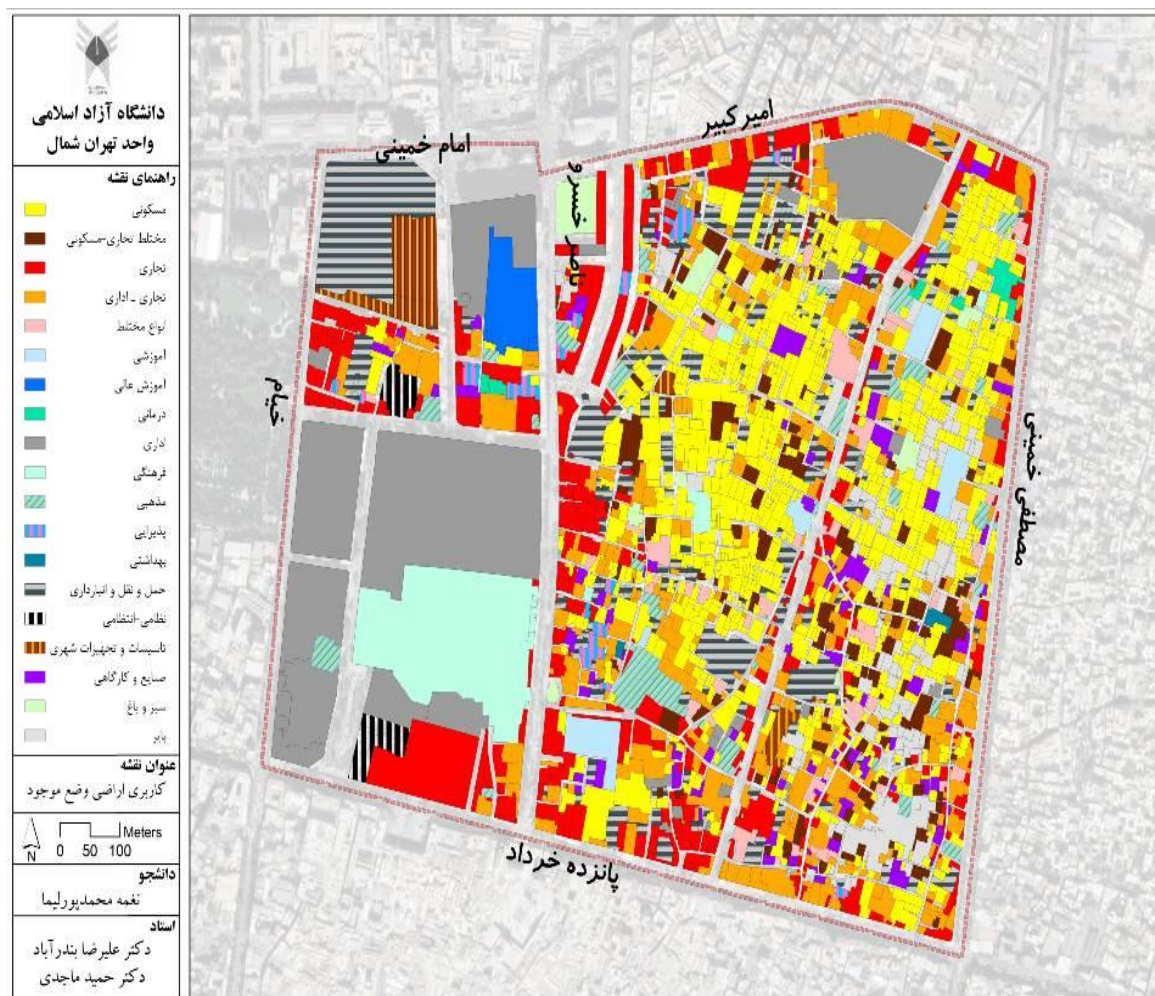 دانشگاه آزاد اسلامی
واحد تهران شمال
راهنمای نقشه
مسکونی
مختلط تجاری-مسکونی
تجاری
تجاری - اداری
انواع مختلط
آموزشی
آموزش عالی
درمانی
اداری
فرهنگی
مذهبی
پذیرایی
بهداشتی
حمل و نقل و انبارداری
نظامی-انتظامی
تاسیسات و تجهیزات شهری
صنایع و کارگاهی
سبز و باغ
بایر
عنوان نقشه
کاربری اراضی وضع موجود
Meters
0 50 100
N
دانشجو
نغمه محمدپورلیما
استاد
دکتر علیرضا بندرآباد
دکتر حمید ماجدی
امام خمینی
امیر کبیر
ناصر خسرو
خیام
مصطفی خمینی
پانزده خرداد